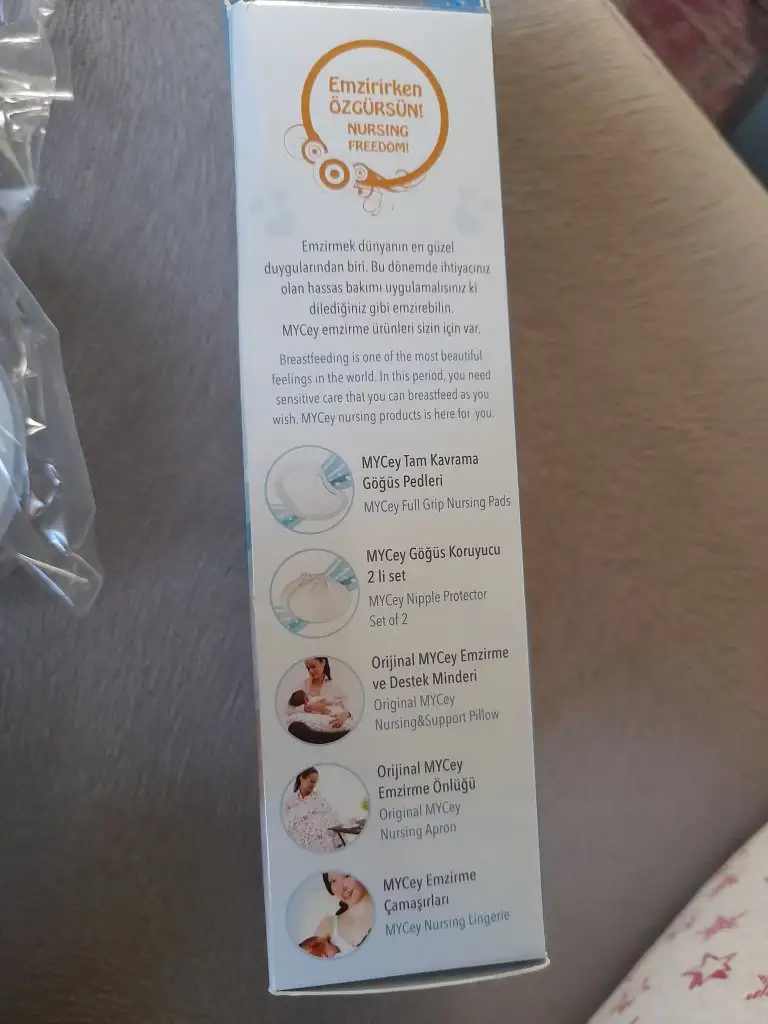 Emzirirken
ÖZGÜRSÜN!
NURSING
FREEDOM!
Emzirmek dünyanın en güzel
duygularından biri. Bu dönemde ihtiyacınız
olan hassas bakımı uygulamalısınız ki
dilediğiniz gibi emzirebilin.
MYCey emzirme ürünleri sizin için var.
Breastfeeding is one of the most beautiful
feelings in the world. In this period, you need
sensitive care that you can breastfeed as you
wish. MYCey nursing products is here for you.
MYCey Tam Kavrama
Göğüs Pedleri
MYCey Full Grip Nursing Pads
MYCey Göğüs Koruyucu
2 li set
MYCey Nipple Protector
Set of 2
Orijinal MYCey Emzirme
ve Destek Minderi
Original MYCey
Nursing&Support Pillow
Orijinal MYCey
Emzirme Önlüğü
Original MYCey
Nursing Apron
MYCey Emzirme
Çamaşırları
MYCey Nursing Lingerie